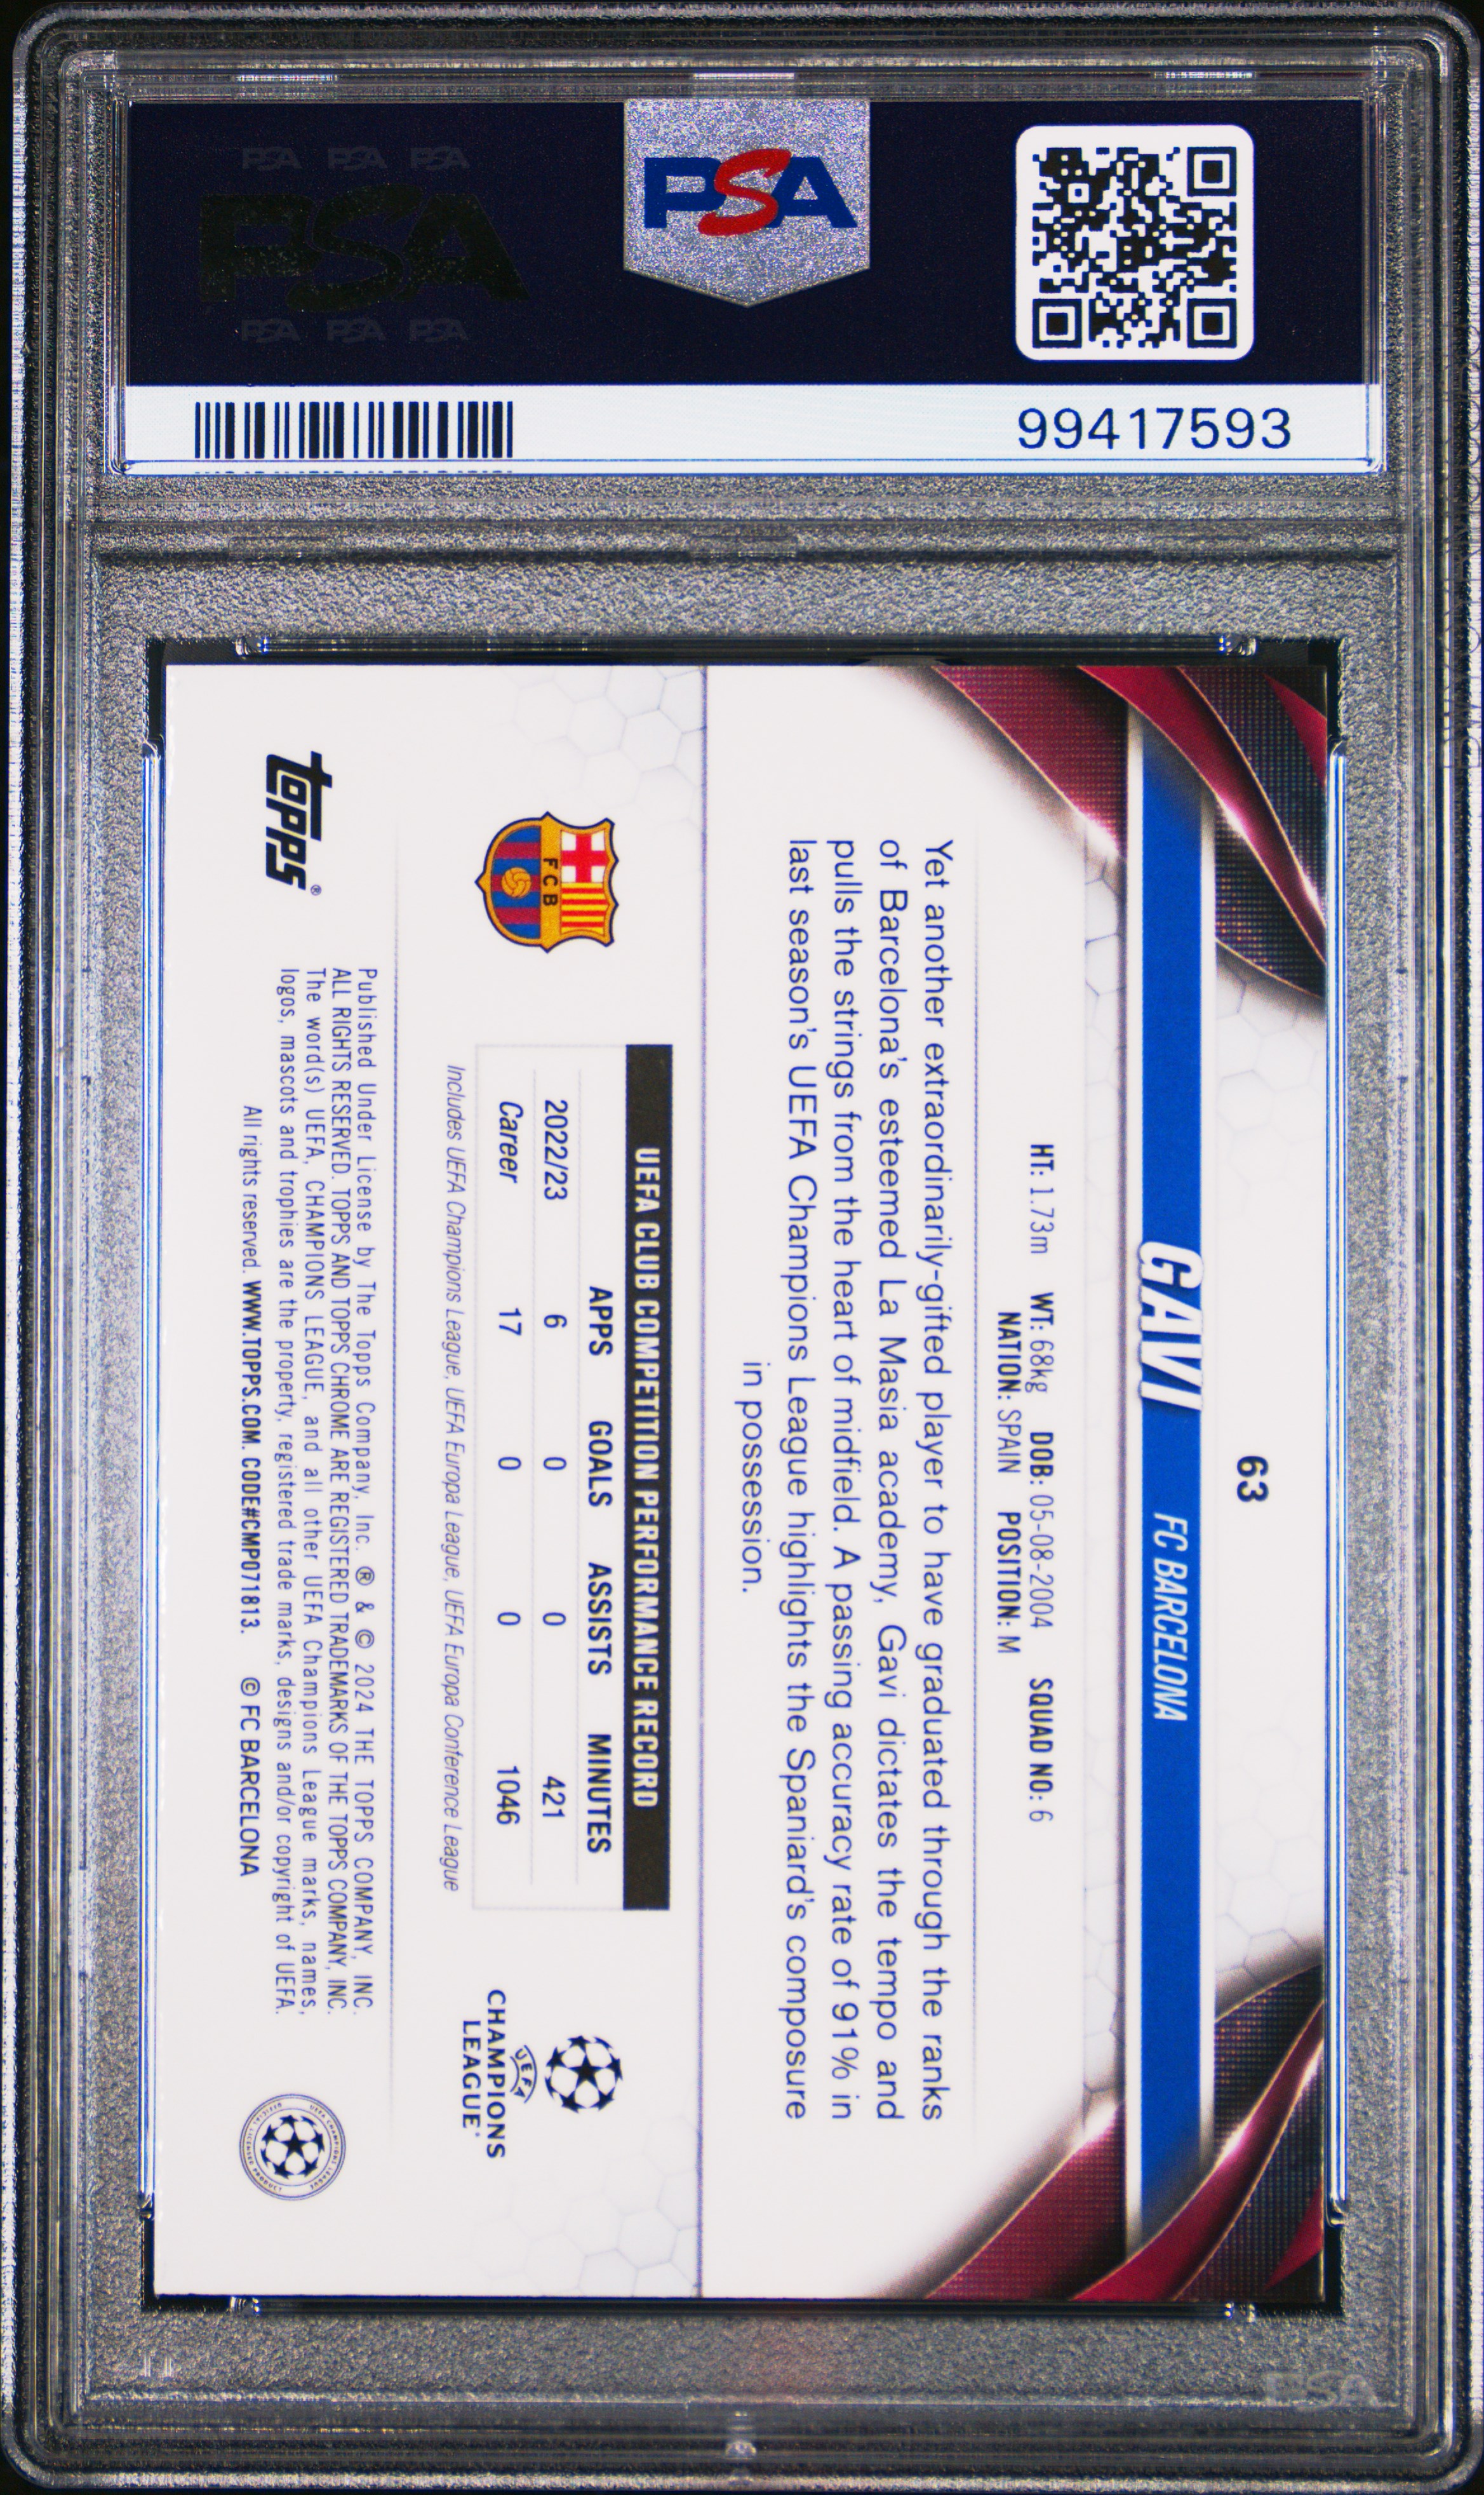 PSA PSA PSA
PSA
PSA PSA PSA
PSA
99417593
63
GAVI FC BARCELONA
HT: 1.73m WT: 68kg DOB: 05-08-2004 SQUAD NO: 6
NATION: SPAIN POSITION: M
Yet another extraordinarily-gifted player to have graduated through the ranks
of Barcelona's esteemed La Masia academy, Gavi dictates the tempo and
pulls the strings from the heart of midfield. A passing accuracy rate of 91% in
last season's UEFA Champions League highlights the Spaniard's composure
in possession.
FCB
UEFA CLUB COMPETITION PERFORMANCE RECORD
APPS GOALS ASSISTS MINUTES
2022/23 6 0 0 421
Career 17 0 0 1046
Includes UEFA Champions League, UEFA Europa League, UEFA Europa Conference League
UEFA
CHAMPIONS
LEAGUE
topps®
Published Under License by The Topps Company, Inc. ® & © 2024 THE TOPPS COMPANY, INC.
ALL RIGHTS RESERVED. TOPPS AND TOPPS CHROME ARE REGISTERED TRADEMARKS OF THE TOPPS COMPANY, INC.
The word(s) UEFA, CHAMPIONS LEAGUE, and all other UEFA Champions League marks, names,
logos, mascots and trophies are the property, registered trade marks, designs and/or copyright of UEFA.
All rights reserved. WWW.TOPPS.COM. CODE#CMP071813. © FC BARCELONA
PSA